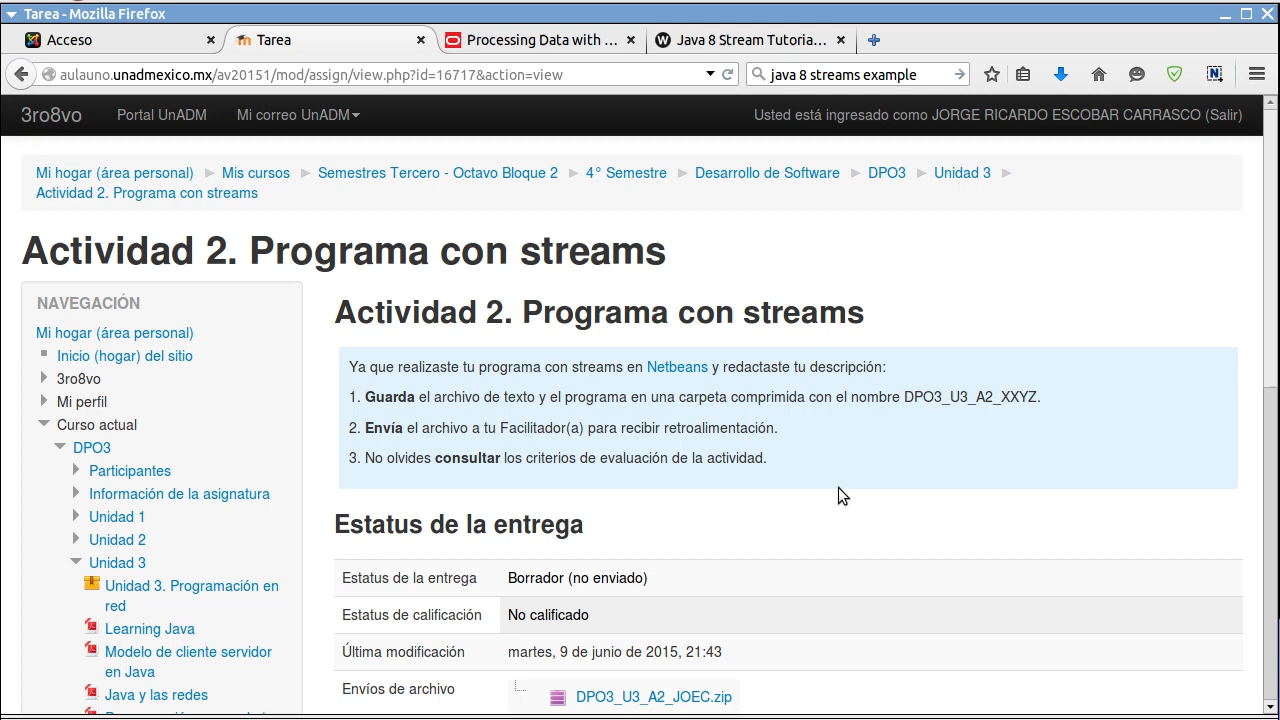 Tarea - Mozilla Firefox
Acceso
Tarea
Processing Data with ...
Java 8 Stream Tutoria...
aulauno.unadmexico.mx/av20151/mod/assign/view.php?id=16717&action=view
java 8 streams example
3ro8vo Portal UnADM Mi correo UnADM Usted está ingresado como JORGE RICARDO ESCOBAR CARRASCO (Salir)
Mi hogar (área personal) Mis cursos Semestres Tercero - Octavo Bloque 2 4° Semestre Desarrollo de Software DPO3 Unidad 3
Actividad 2. Programa con streams
Actividad 2. Programa con streams
NAVEGACIÓN
Mi hogar (área personal)
Inicio (hogar) del sitio
3ro8vo
Mi perfil
Curso actual
DPO3
Participantes
Información de la asignatura
Unidad 1
Unidad 2
Unidad 3
Unidad 3. Programación en
red
Learning Java
Modelo de cliente servidor
en Java
Java y las redes
Actividad 2. Programa con streams
Ya que realizaste tu programa con streams en Netbeans y redactaste tu descripción:
1. Guarda el archivo de texto y el programa en una carpeta comprimida con el nombre DPO3_U3_A2_XXYZ.
2. Envía el archivo a tu Facilitador(a) para recibir retroalimentación.
3. No olvides consultar los criterios de evaluación de la actividad.
Estatus de la entrega
Estatus de la entrega Borrador (no enviado)
Estatus de calificación No calificado
Última modificación martes, 9 de junio de 2015, 21:43
Envíos de archivo DPO3_U3_A2_JOEC.zip